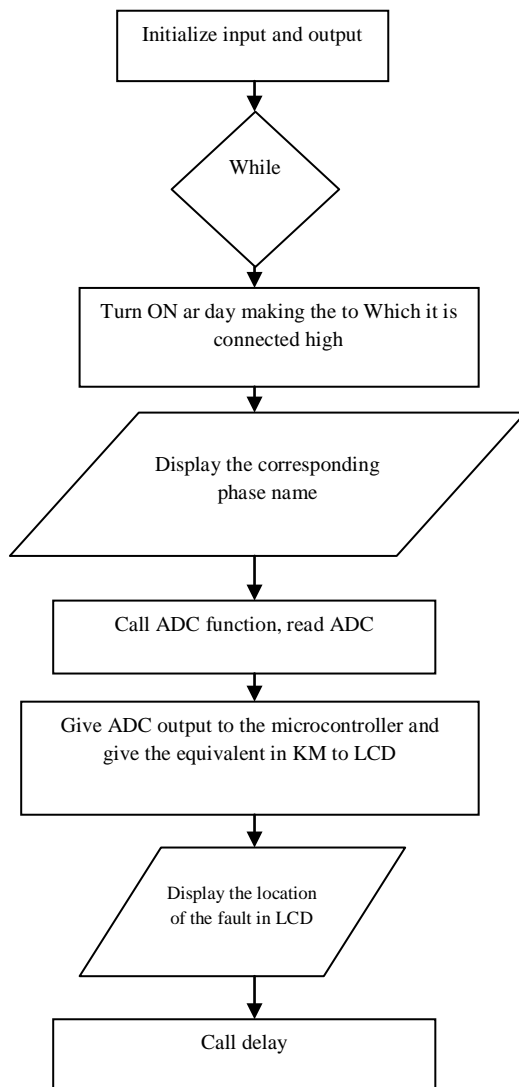 Initialize input and output
While
Turn ON ar day making the to Which it is
connected high
Display the corresponding
phase name
Call ADC function, read ADC
Give ADC output to the microcontroller and
give the equivalent in KM to LCD
Display the location
of the fault in LCD
Call delay